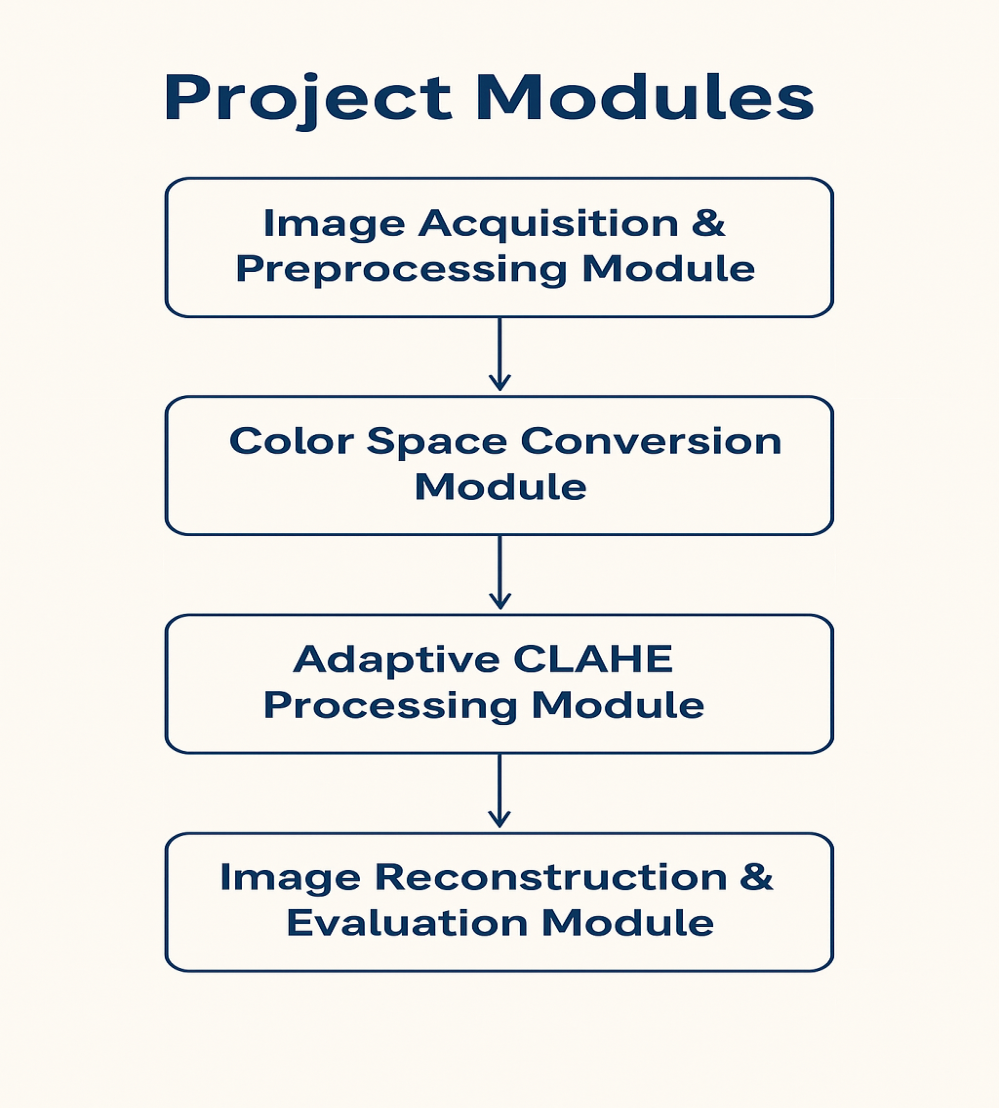 Project Modules
Image Acquisition &
Preprocessing Module
Color Space Conversion
Module
Adaptive CLAHE
Processing Module
Image Reconstruction &
Evaluation Module